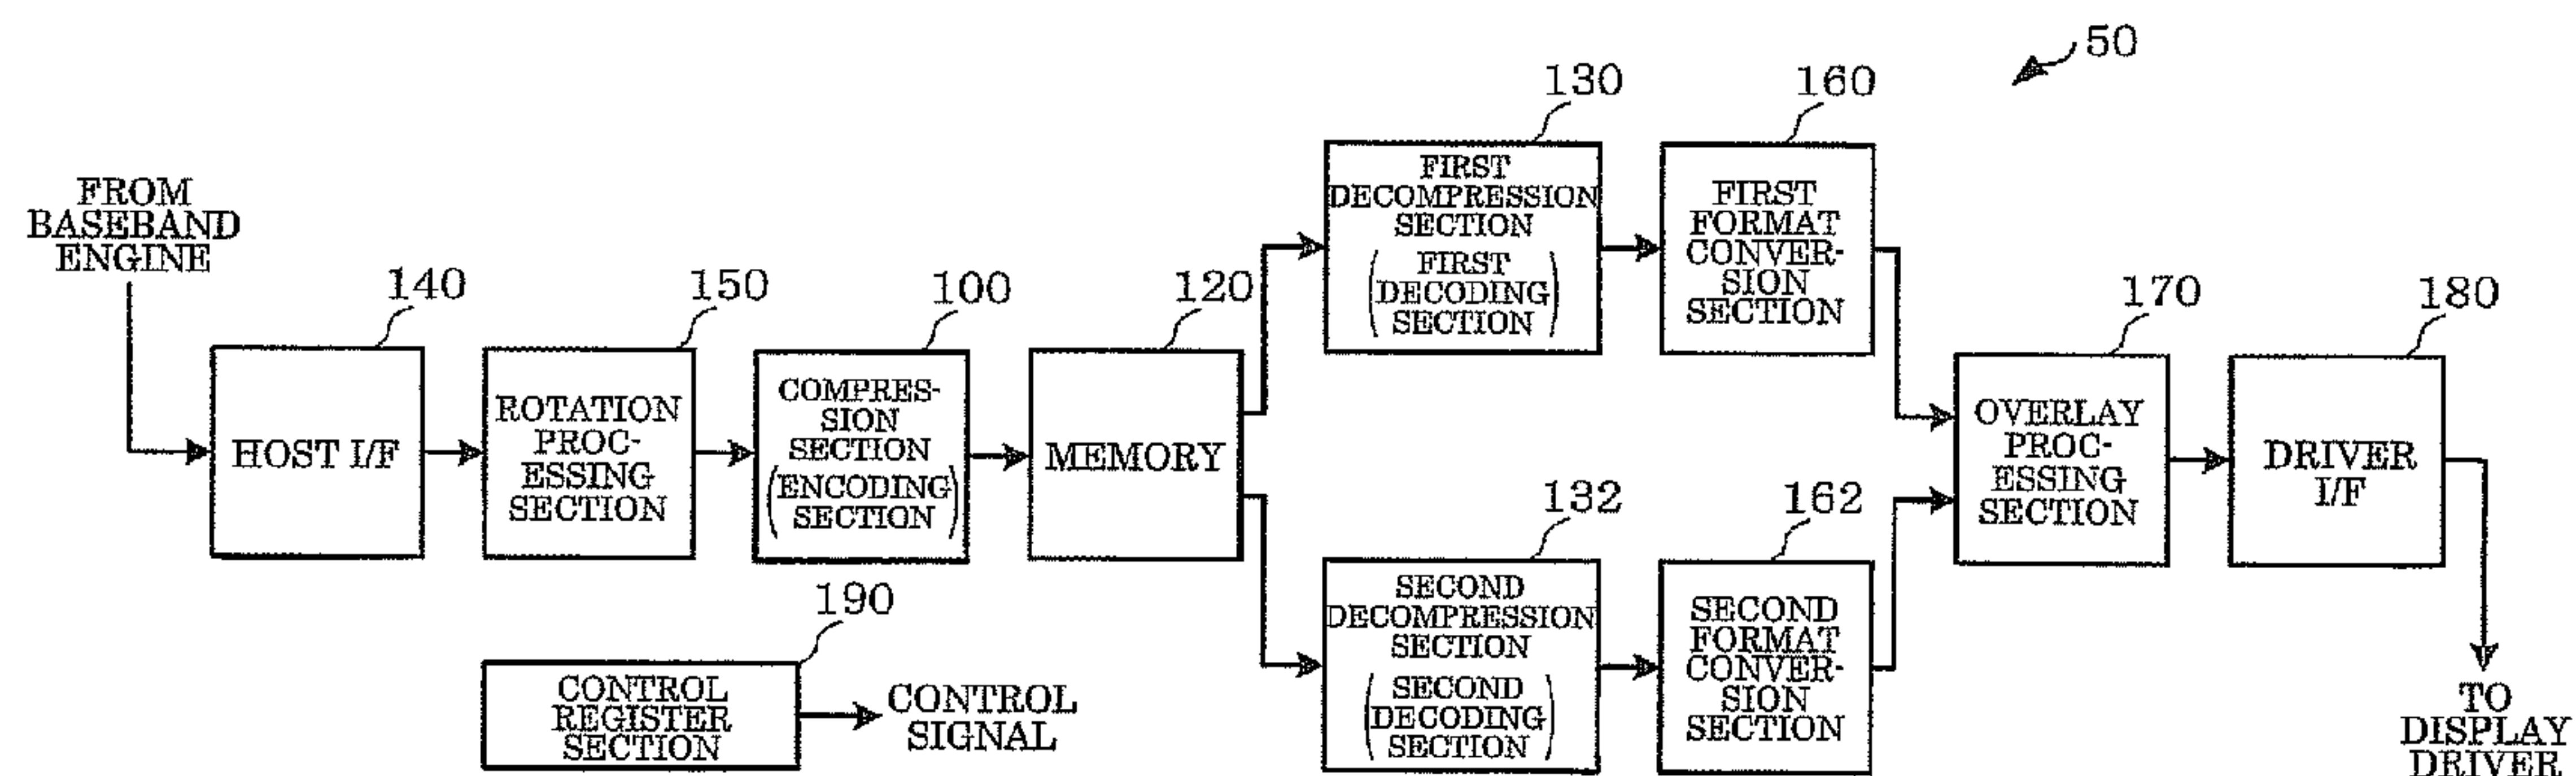 50
130
160
FIRST
DECOMPRESSION
SECTION
(FIRST
DECODING
SECTION)
FIRST
FORMAT
CONVER-
SION
SECTION
FROM
BASEBAND
ENGINE
140
150
100
120
170
180
HOST I/F
ROTATION
PROC-
ESSING
SECTION
COMPRES-
SION
SECTION
(ENCODING
SECTION)
MEMORY
OVERLAY
PROC-
ESSING
SECTION
DRIVER
I/F
132
162
SECOND
DECOMPRESSION
SECTION
(SECOND
DECODING
SECTION)
SECOND
FORMAT
CONVER-
SION
SECTION
190
CONTROL
REGISTER
SECTION
CONTROL
SIGNAL
TO
DISPLAY
DRIVER